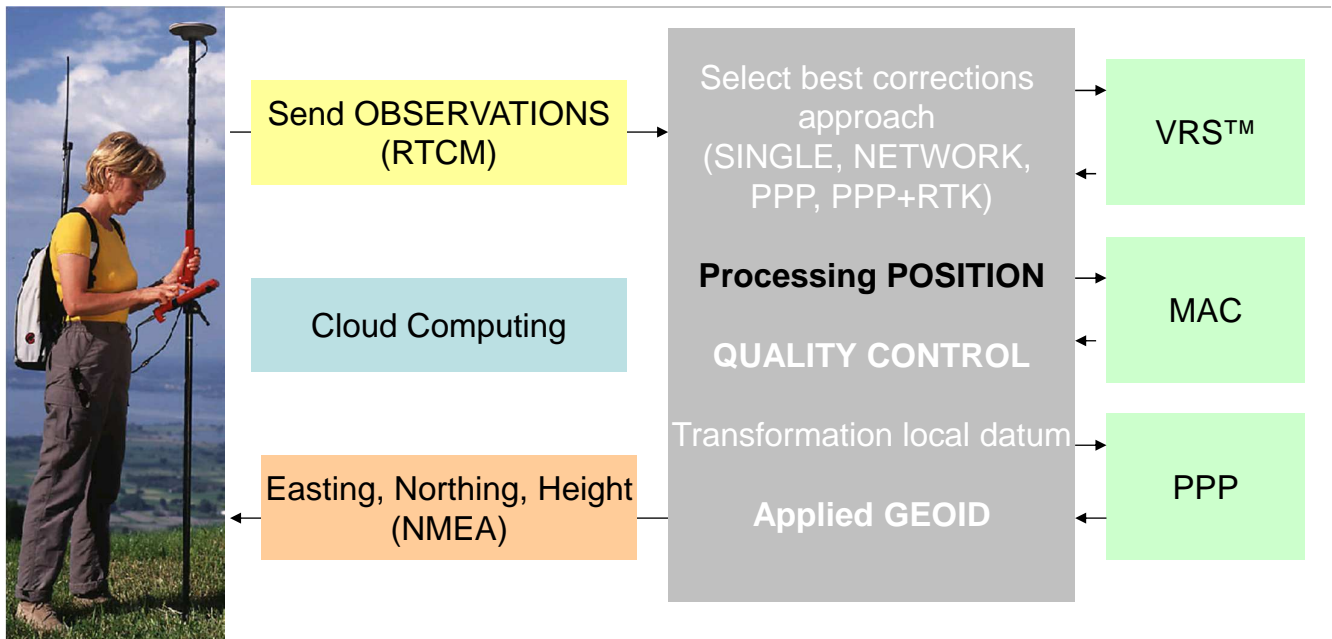 Send OBSERVATIONS
(RTCM)
Cloud Computing
Easting, Northing, Height
(NMEA)
Select best corrections
approach
(SINGLE, NETWORK,
PPP, PPP+RTK)
Processing POSITION
QUALITY CONTROL
Transformation local datum
Applied GEOID
VRS™
MAC
PPP